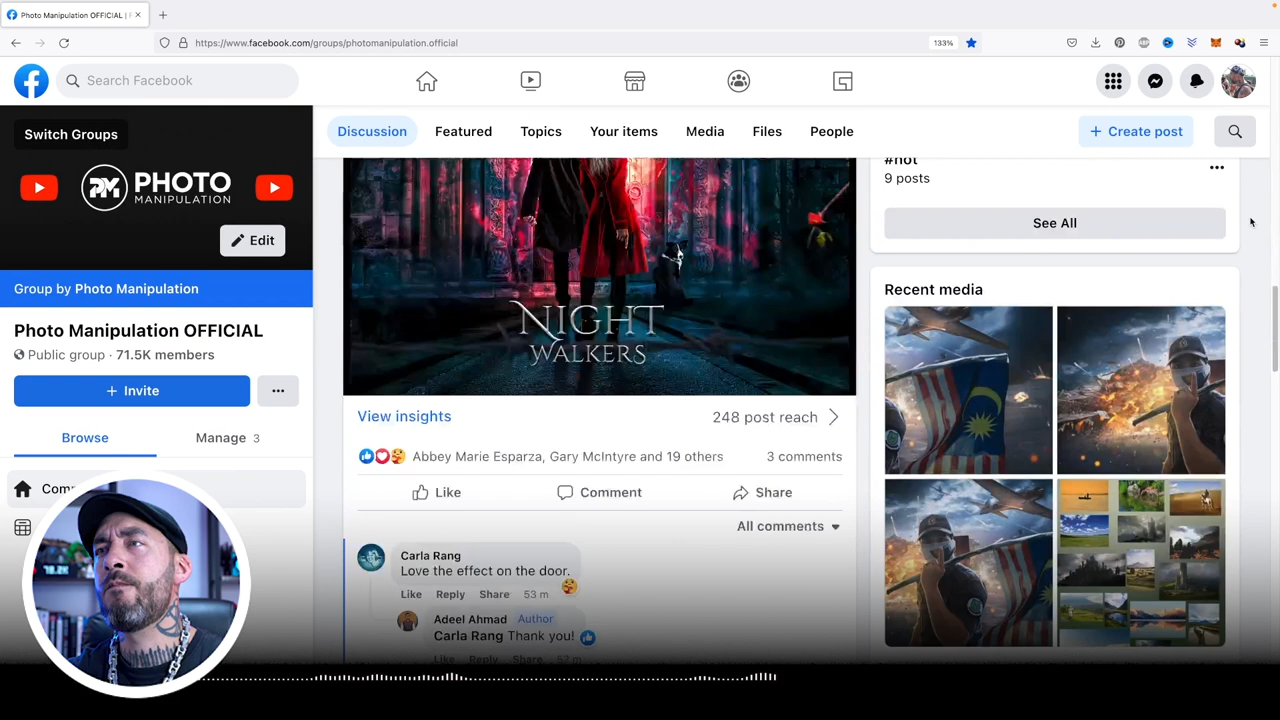 Photo Manipulation OFFICIAL | F
https://www.facebook.com/groups/photomanipulation.official
133%
Search Facebook
Switch Groups
PM PHOTO
MANIPULATION
Edit
Group by Photo Manipulation
Photo Manipulation OFFICIAL
Public group · 71.5K members
+ Invite
Browse
Manage 3
Discussion
Featured
Topics
Your items
Media
Files
People
+ Create post
NIGHT
WALKERS
View insights
248 post reach
Abbey Marie Esparza, Gary McIntyre and 19 others
3 comments
Like
Comment
Share
All comments
Carla Rang
Love the effect on the door.
Like Reply Share 53 m
Adeel Ahmad Author
Carla Rang Thank you!
Like Reply Share
#hot
9 posts
See All
Recent media